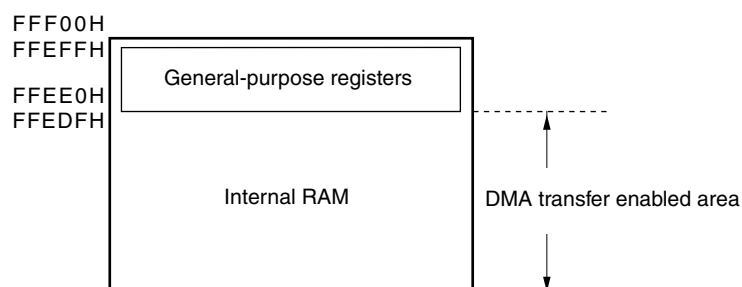 FFF00H
FFEFFH
General-purpose registers
FFEE0H
FFEDFH
Internal RAM
DMA transfer enabled area